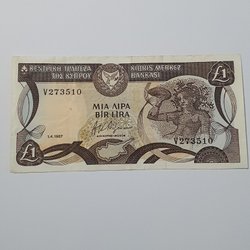 ΚΕΝΤΡΙΚΗ ΤΡΑΠΕΖΑ ΤΗΣ ΚΥΠΡΟΥ
KIBRIS MERKEZ BANKASI
£1
V273510
ΜΙΑ ΛΙΡΑ
BİR LİRA
1.4.1987
V273510
£1
£1